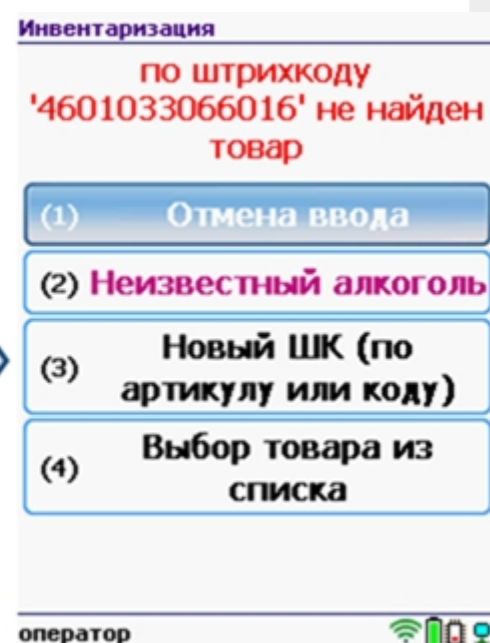 Инвентаризация
по штрихкоду
'4601033066016' не найден
товар
(1) Отмена ввода
(2) Неизвестный алкоголь
(3) Новый ШК (по
артикулу или коду)
(4) Выбор товара из
списка
оператор